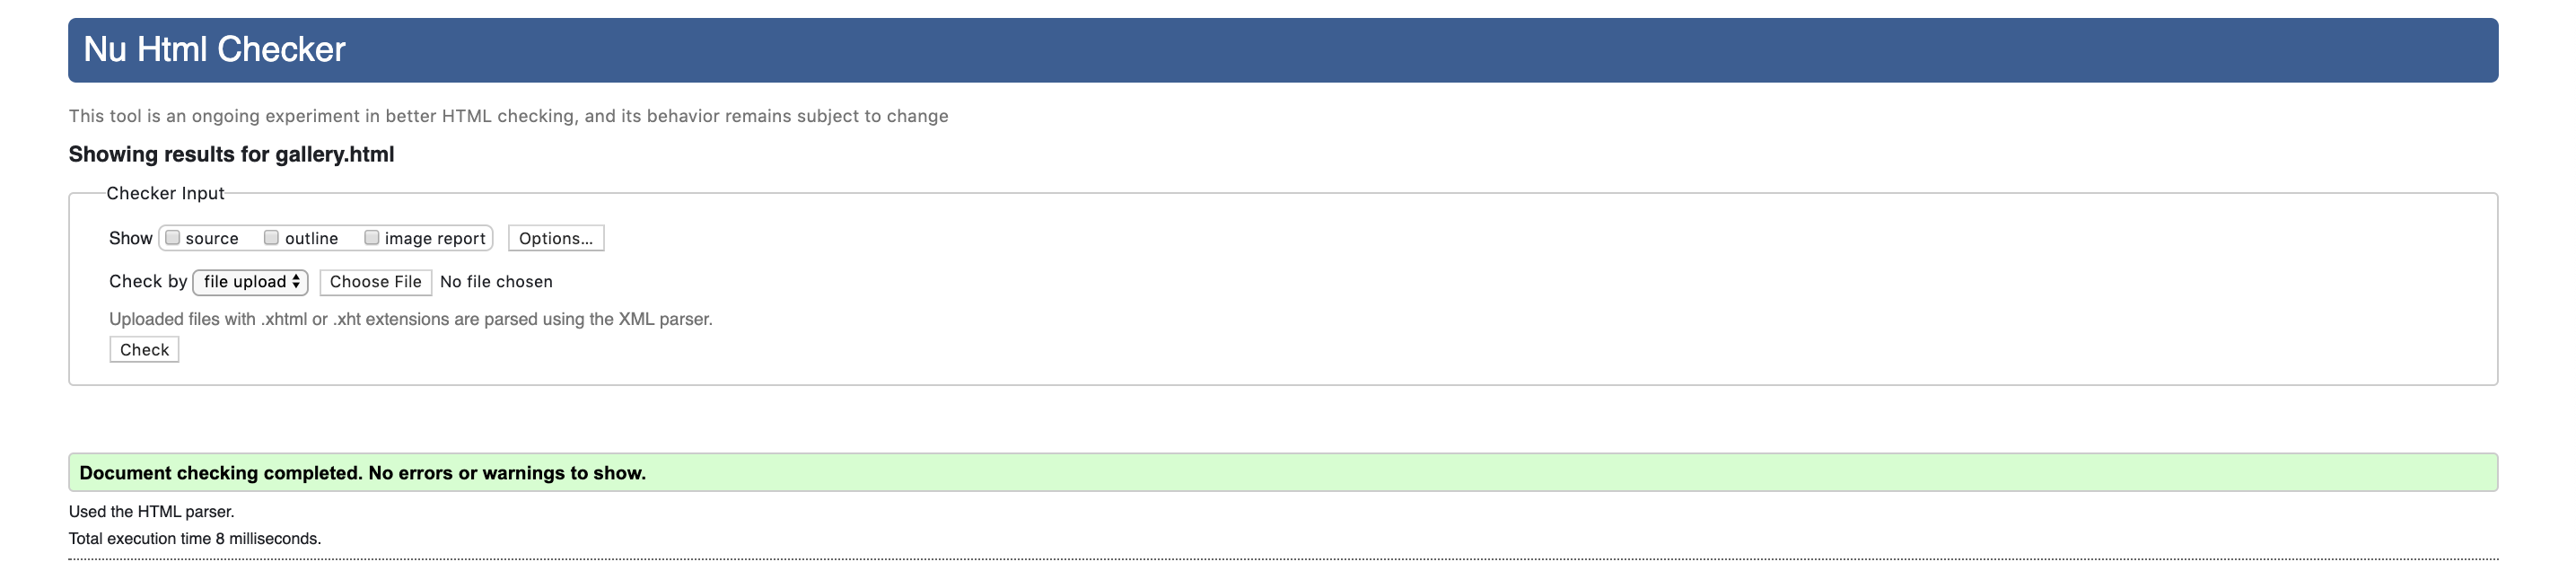 Nu Html Checker
This tool is an ongoing experiment in better HTML checking, and its behavior remains subject to change
Showing results for gallery.html
Checker Input
Show source outline image report Options...
Check by file upload Choose File No file chosen
Uploaded files with .xhtml or .xht extensions are parsed using the XML parser.
Check
Document checking completed. No errors or warnings to show.
Used the HTML parser.
Total execution time 8 milliseconds.